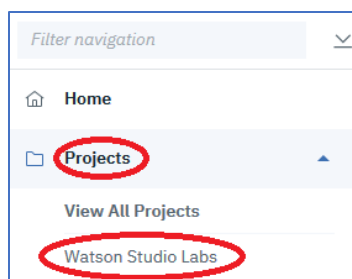 Filter navigation
Home
Projects
View All Projects
Watson Studio Labs